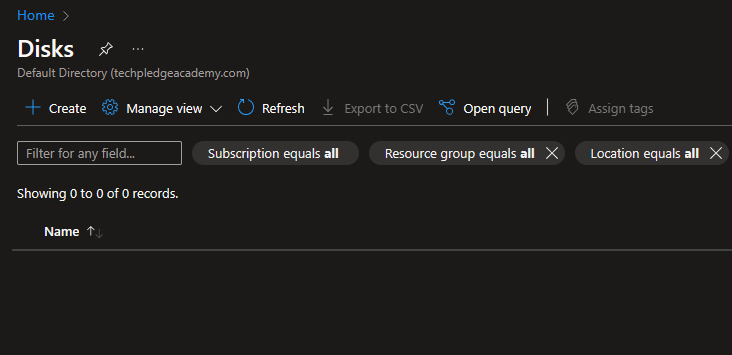 Home
Disks
Default Directory (techpledgeacademy.com)
Create Manage view Refresh Export to CSV Open query Assign tags
Filter for any field... Subscription equals all Resource group equals all Location equals all
Showing 0 to 0 of 0 records.
Name